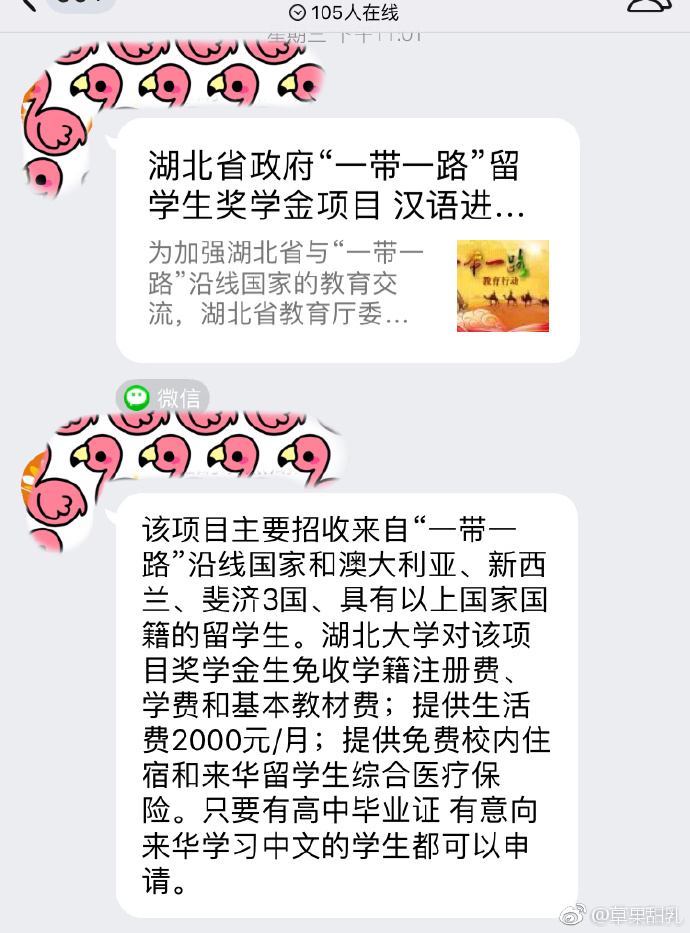 105人在线
星期三 下午11:01
湖北省政府“一带一路”留
学生奖学金项目 汉语进...
为加强湖北省与“一带一
路”沿线国家的教育交
流，湖北省教育厅委...
带一路
教育行动
微信
该项目主要招收来自“一带一
路”沿线国家和澳大利亚、新西
兰、斐济3国、具有以上国家国
籍的留学生。湖北大学对该项
目奖学金生免收学籍注册费、
学费和基本教材费；提供生活
费2000元/月；提供免费校内住
宿和来华留学生综合医疗保
险。只要有高中毕业证 有意向
来华学习中文的学生都可以申
请。
@草果甜乳